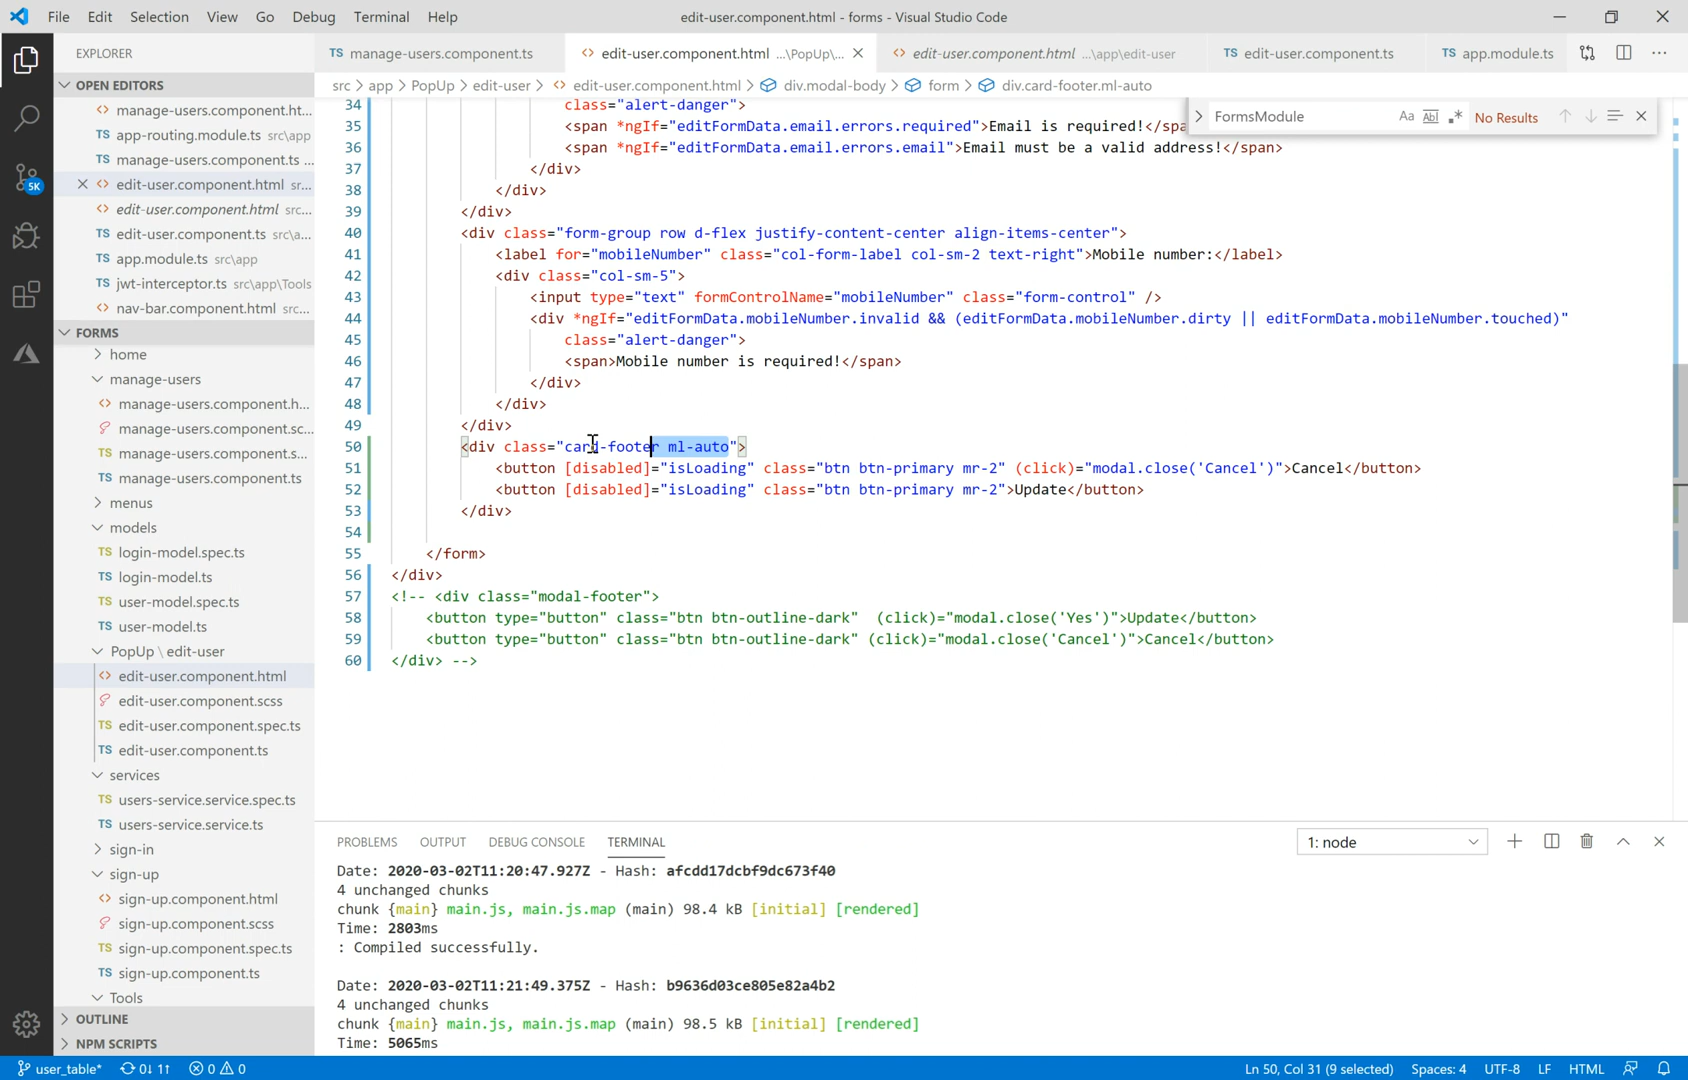 File Edit Selection View Go Debug Terminal Help
edit-user.component.html - forms - Visual Studio Code
EXPLORER
manage-users.component.ts
edit-user.component.html ...\PopUp\...
edit-user.component.html ...\app\edit-user
edit-user.component.ts
app.module.ts
OPEN EDITORS
manage-users.component.ht...
app-routing.module.ts src\app
manage-users.component.ts ...
edit-user.component.html sr...
edit-user.component.html src...
edit-user.component.ts src\a...
app.module.ts src\app
jwt-interceptor.ts src\app\Tools
nav-bar.component.html src...
FORMS
home
manage-users
manage-users.component.h...
manage-users.component.sc...
manage-users.component.s...
manage-users.component.ts
menus
models
login-model.spec.ts
login-model.ts
user-model.spec.ts
user-model.ts
PopUp \ edit-user
edit-user.component.html
edit-user.component.scss
edit-user.component.spec.ts
edit-user.component.ts
services
users-service.service.spec.ts
users-service.service.ts
sign-in
sign-up
sign-up.component.html
sign-up.component.scss
sign-up.component.spec.ts
sign-up.component.ts
Tools
OUTLINE
NPM SCRIPTS
5K
src > app > PopUp > edit-user > edit-user.component.html > div.modal-body > form > div.card-footer.ml-auto
FormsModule Aa Abl .* No Results
34 class="alert-danger">
35 <span *ngIf="editFormData.email.errors.required">Email is required!</spa
36 <span *ngIf="editFormData.email.errors.email">Email must be a valid address!</span>
37 </div>
38 </div>
39 </div>
40 <div class="form-group row d-flex justify-content-center align-items-center">
41 <label for="mobileNumber" class="col-form-label col-sm-2 text-right">Mobile number:</label>
42 <div class="col-sm-5">
43 <input type="text" formControlName="mobileNumber" class="form-control" />
44 <div *ngIf="editFormData.mobileNumber.invalid && (editFormData.mobileNumber.dirty || editFormData.mobileNumber.touched)"
45 class="alert-danger">
46 <span>Mobile number is required!</span>
47 </div>
48 </div>
49 </div>
50 <div class="card-footer ml-auto">
51 <button [disabled]="isLoading" class="btn btn-primary mr-2" (click)="modal.close('Cancel')">Cancel</button>
52 <button [disabled]="isLoading" class="btn btn-primary mr-2">Update</button>
53 </div>
54
55 </form>
56 </div>
57 <!-- <div class="modal-footer">
58 <button type="button" class="btn btn-outline-dark"  (click)="modal.close('Yes')">Update</button>
59 <button type="button" class="btn btn-outline-dark" (click)="modal.close('Cancel')">Cancel</button>
60 </div> -->
PROBLEMS OUTPUT DEBUG CONSOLE TERMINAL 1: node
Date: 2020-03-02T11:20:47.927Z - Hash: afcdd17dcbf9dc673f40
4 unchanged chunks
chunk {main} main.js, main.js.map (main) 98.4 kB [initial] [rendered]
Time: 2803ms
: Compiled successfully.
Date: 2020-03-02T11:21:49.375Z - Hash: b9636d03ce805e82a4b2
4 unchanged chunks
chunk {main} main.js, main.js.map (main) 98.5 kB [initial] [rendered]
Time: 5065ms
user_table* 0↓ 1↑ 0 0 Ln 50, Col 31 (9 selected) Spaces: 4 UTF-8 LF HTML